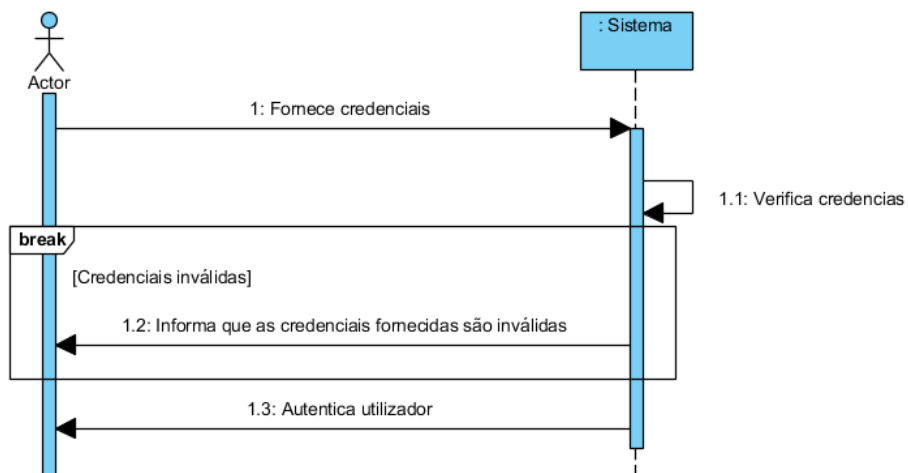 : Sistema
Actor
1: Fornece credenciais
1.1: Verifica credencias
break
[Credenciais inválidas]
1.2: Informa que as credenciais fornecidas são inválidas
1.3: Autentica utilizador